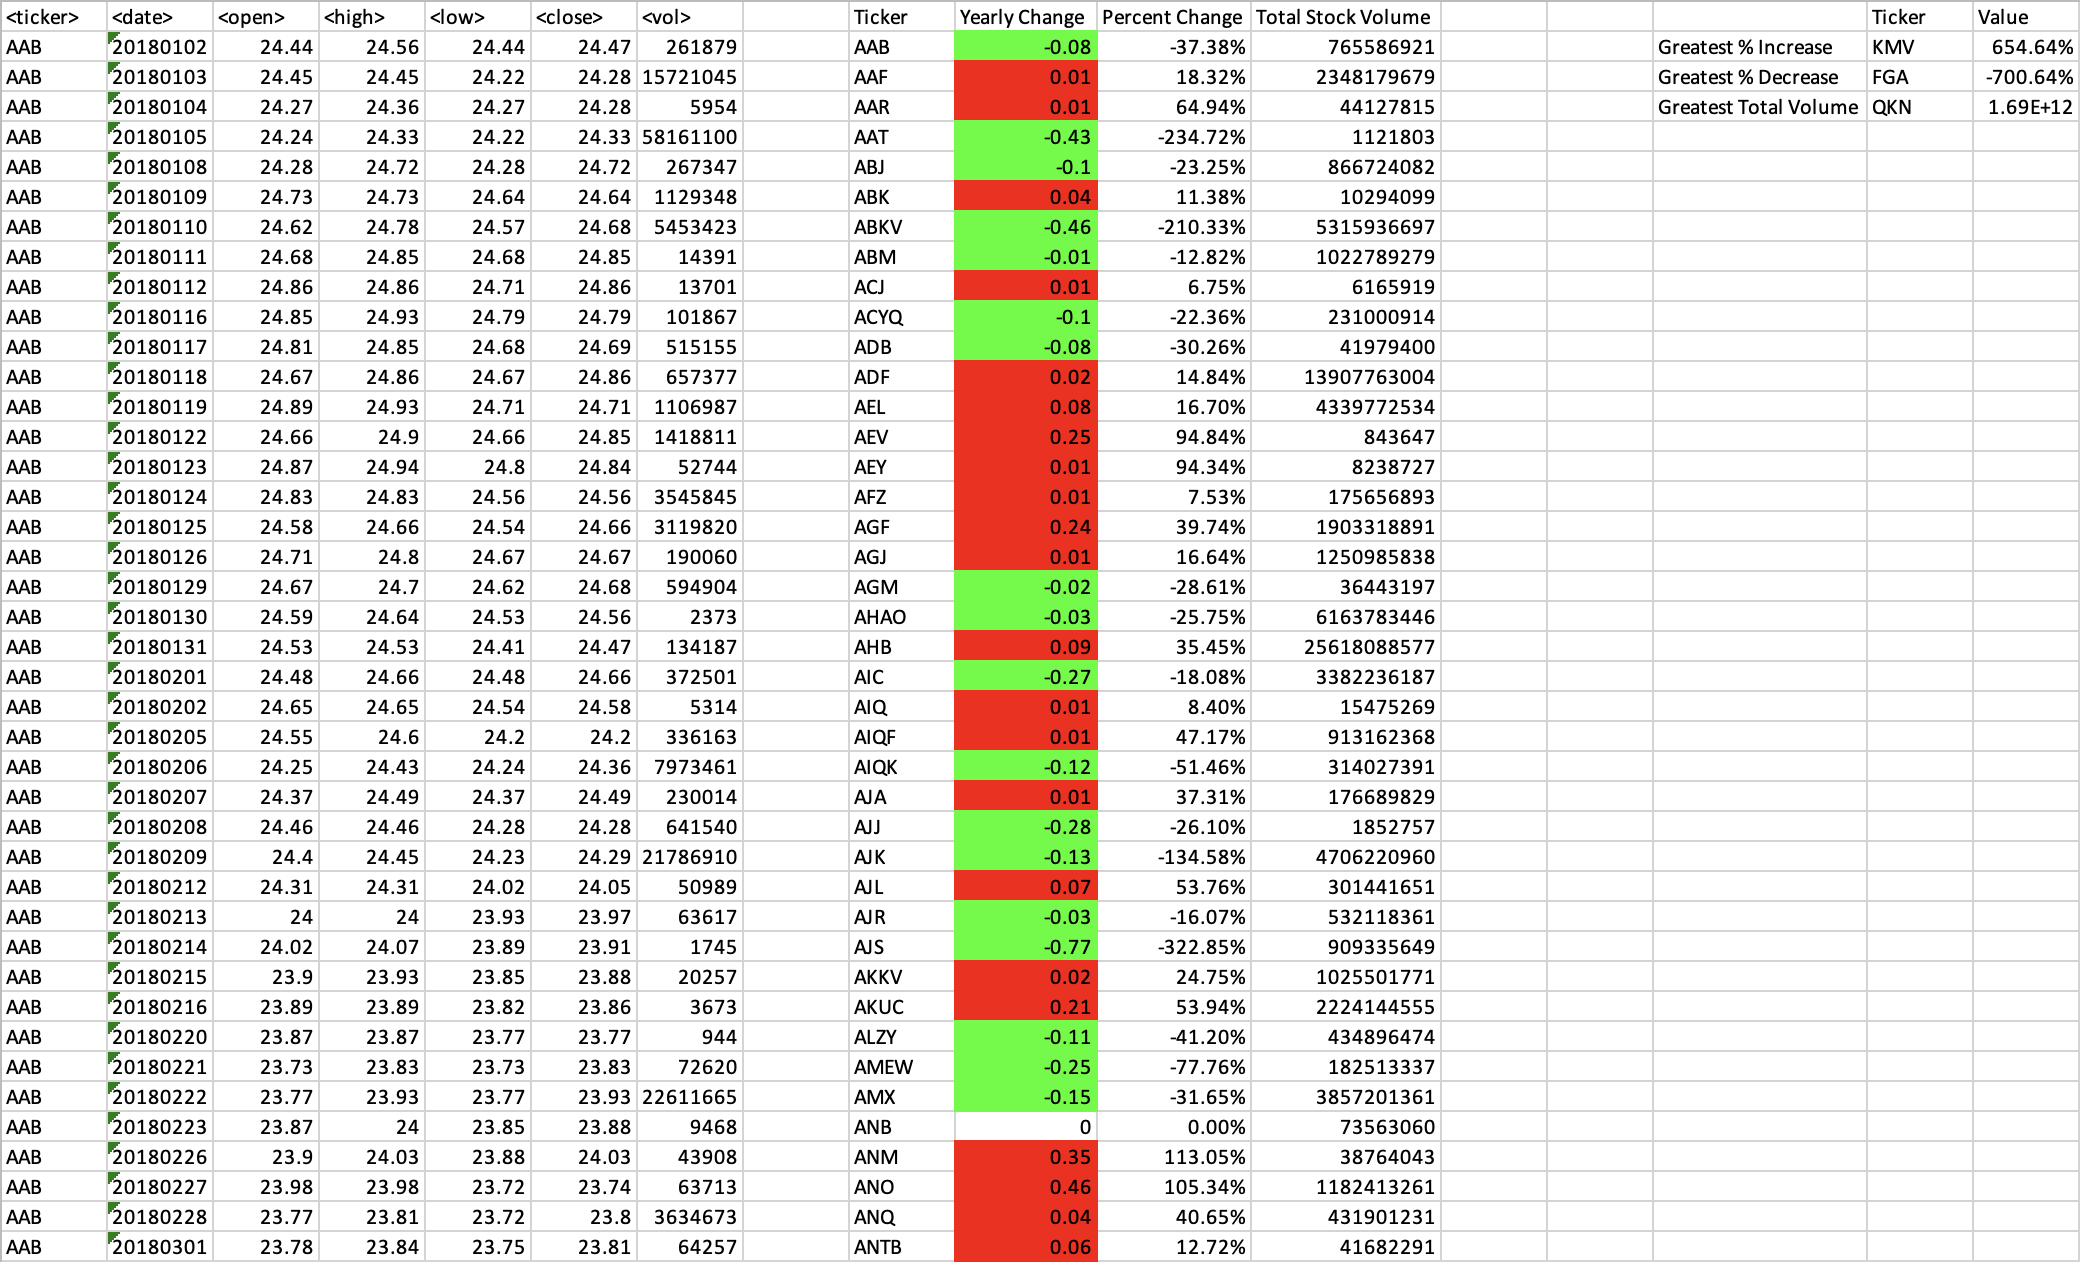 <ticker> <date> <open> <high> <low> <close> <vol> Ticker Yearly Change Percent Change Total Stock Volume Ticker Value
AAB 20180102 24.44 24.56 24.44 24.47 261879 AAB -0.08 -37.38% 765586921 Greatest % Increase KMV 654.64%
AAB 20180103 24.45 24.45 24.22 24.28 15721045 AAF 0.01 18.32% 2348179679 Greatest % Decrease FGA -700.64%
AAB 20180104 24.27 24.36 24.27 24.28 5954 AAR 0.01 64.94% 44127815 Greatest Total Volume QKN 1.69E+12
AAB 20180105 24.24 24.33 24.22 24.33 58161100 AAT -0.43 -234.72% 1121803
AAB 20180108 24.28 24.72 24.28 24.72 267347 ABJ -0.1 -23.25% 866724082
AAB 20180109 24.73 24.73 24.64 24.64 1129348 ABK 0.04 11.38% 10294099
AAB 20180110 24.62 24.78 24.57 24.68 5453423 ABKV -0.46 -210.33% 5315936697
AAB 20180111 24.68 24.85 24.68 24.85 14391 ABM -0.01 -12.82% 1022789279
AAB 20180112 24.86 24.86 24.71 24.86 13701 ACJ 0.01 6.75% 6165919
AAB 20180116 24.85 24.93 24.79 24.79 101867 ACYQ -0.1 -22.36% 231000914
AAB 20180117 24.81 24.85 24.68 24.69 515155 ADB -0.08 -30.26% 41979400
AAB 20180118 24.67 24.86 24.67 24.86 657377 ADF 0.02 14.84% 13907763004
AAB 20180119 24.89 24.93 24.71 24.71 1106987 AEL 0.08 16.70% 4339772534
AAB 20180122 24.66 24.9 24.66 24.85 1418811 AEV 0.25 94.84% 843647
AAB 20180123 24.87 24.94 24.8 24.84 52744 AEY 0.01 94.34% 8238727
AAB 20180124 24.83 24.83 24.56 24.56 3545845 AFZ 0.01 7.53% 175656893
AAB 20180125 24.58 24.66 24.54 24.66 3119820 AGF 0.24 39.74% 1903318891
AAB 20180126 24.71 24.8 24.67 24.67 190060 AGJ 0.01 16.64% 1250985838
AAB 20180129 24.67 24.7 24.62 24.68 594904 AGM -0.02 -28.61% 36443197
AAB 20180130 24.59 24.64 24.53 24.56 2373 AHAO -0.03 -25.75% 6163783446
AAB 20180131 24.53 24.53 24.41 24.47 134187 AHB 0.09 35.45% 25618088577
AAB 20180201 24.48 24.66 24.48 24.66 372501 AIC -0.27 -18.08% 3382236187
AAB 20180202 24.65 24.65 24.54 24.58 5314 AIQ 0.01 8.40% 15475269
AAB 20180205 24.55 24.6 24.2 24.2 336163 AIQF 0.01 47.17% 913162368
AAB 20180206 24.25 24.43 24.24 24.36 7973461 AIQK -0.12 -51.46% 314027391
AAB 20180207 24.37 24.49 24.37 24.49 230014 AJA 0.01 37.31% 176689829
AAB 20180208 24.46 24.46 24.28 24.28 641540 AJJ -0.28 -26.10% 1852757
AAB 20180209 24.4 24.45 24.23 24.29 21786910 AJK -0.13 -134.58% 4706220960
AAB 20180212 24.31 24.31 24.02 24.05 50989 AJL 0.07 53.76% 301441651
AAB 20180213 24 24 23.93 23.97 63617 AJR -0.03 -16.07% 532118361
AAB 20180214 24.02 24.07 23.89 23.91 1745 AJS -0.77 -322.85% 909335649
AAB 20180215 23.9 23.93 23.85 23.88 20257 AKKV 0.02 24.75% 1025501771
AAB 20180216 23.89 23.89 23.82 23.86 3673 AKUC 0.21 53.94% 2224144555
AAB 20180220 23.87 23.87 23.77 23.77 944 ALZY -0.11 -41.20% 434896474
AAB 20180221 23.73 23.83 23.73 23.83 72620 AMEW -0.25 -77.76% 182513337
AAB 20180222 23.77 23.93 23.77 23.93 22611665 AMX -0.15 -31.65% 3857201361
AAB 20180223 23.87 24 23.85 23.88 9468 ANB 0 0.00% 73563060
AAB 20180226 23.9 24.03 23.88 24.03 43908 ANM 0.35 113.05% 38764043
AAB 20180227 23.98 23.98 23.72 23.74 63713 ANO 0.46 105.34% 1182413261
AAB 20180228 23.77 23.81 23.72 23.8 3634673 ANQ 0.04 40.65% 431901231
AAB 20180301 23.78 23.84 23.75 23.81 64257 ANTB 0.06 12.72% 41682291